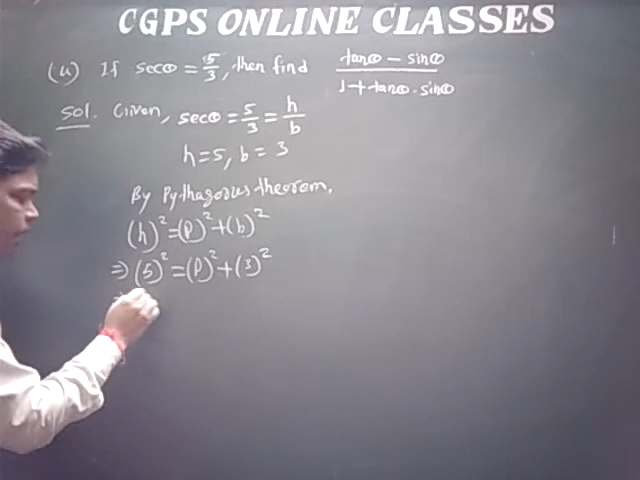 CGPS ONLINE CLASSES
(u) If secθ = 5/3, then find (tanθ - sinθ)/(1+tanθ.sinθ)
Sol. Given, secθ = 5/3 = h/b
h=5, b=3
By Pythagorus theorem,
(h)²=(P)²+(b)²
⇒ (5)²=(P)²+(3)²